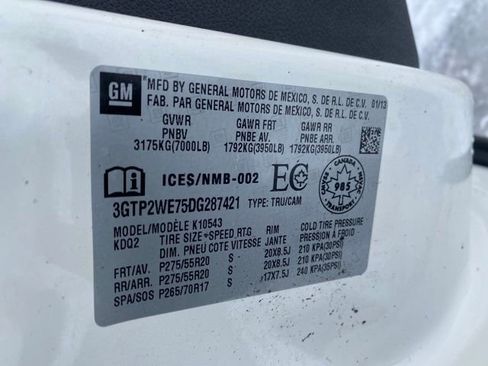 GM
MFD BY GENERAL MOTORS DE MEXICO, S. DE R.L. DE C.V. 01/13
FAB. PAR GENERAL MOTORS DE MEXICO, S. DE R.L. DE C.V.
GVWR GAWR FRT GAWR RR
PNBV PNBE AV. PNBE ARR.
3175KG(7000LB) 1792KG(3950LB) 1792KG(3950LB)
ICES/NMB-002
CANADA
985
3GTP2WE75DG287421 TYPE: TRU/CAM
MODEL/MODÈLE K10543
KDQ2 TIRE SIZE+SPEED RTG RIM COLD TIRE PRESSURE
DIM. PNEU COTE VITESSE JANTE PRESSION À FROID
FRT/AV. P275/55R20 S 20X8.5J 210 KPA(30PSI)
RR/ARR. P275/55R20 S 20X8.5J 210 KPA(30PSI)
SPA/SOS P265/70R17 S 17X7.5J 240 KPA(35PSI)